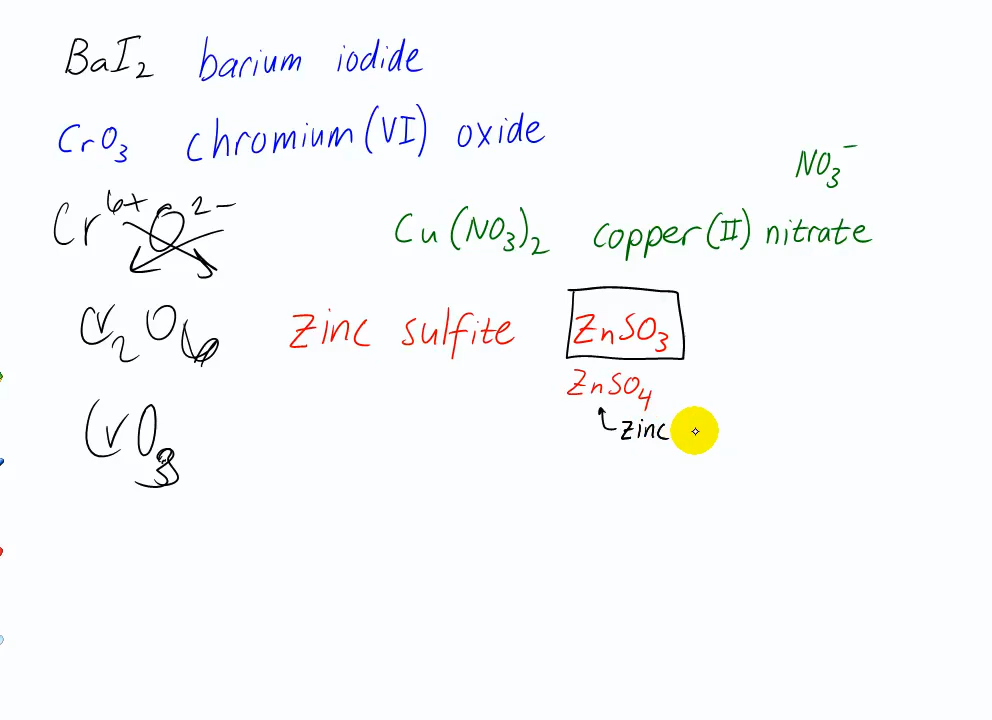 BaI2 barium iodide
CrO3 chromium (VI) oxide
NO3⁻
Cr6+ O2-
Cu(NO3)2 copper (II) nitrate
Cr2O6
Zinc sulfite ZnSO3
ZnSO4
CrO3
zinc